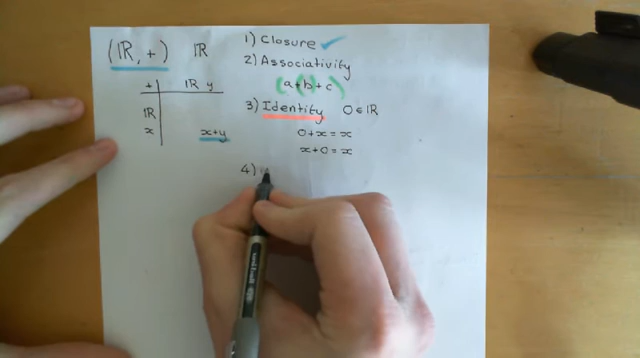 (ℝ, +) ℝ
+ ℝ y
ℝ
x x+y
1) Closure ✓
2) Associativity
(a+b+c)
3) Identity 0∈ℝ
0+x=x
x+0=x
4)